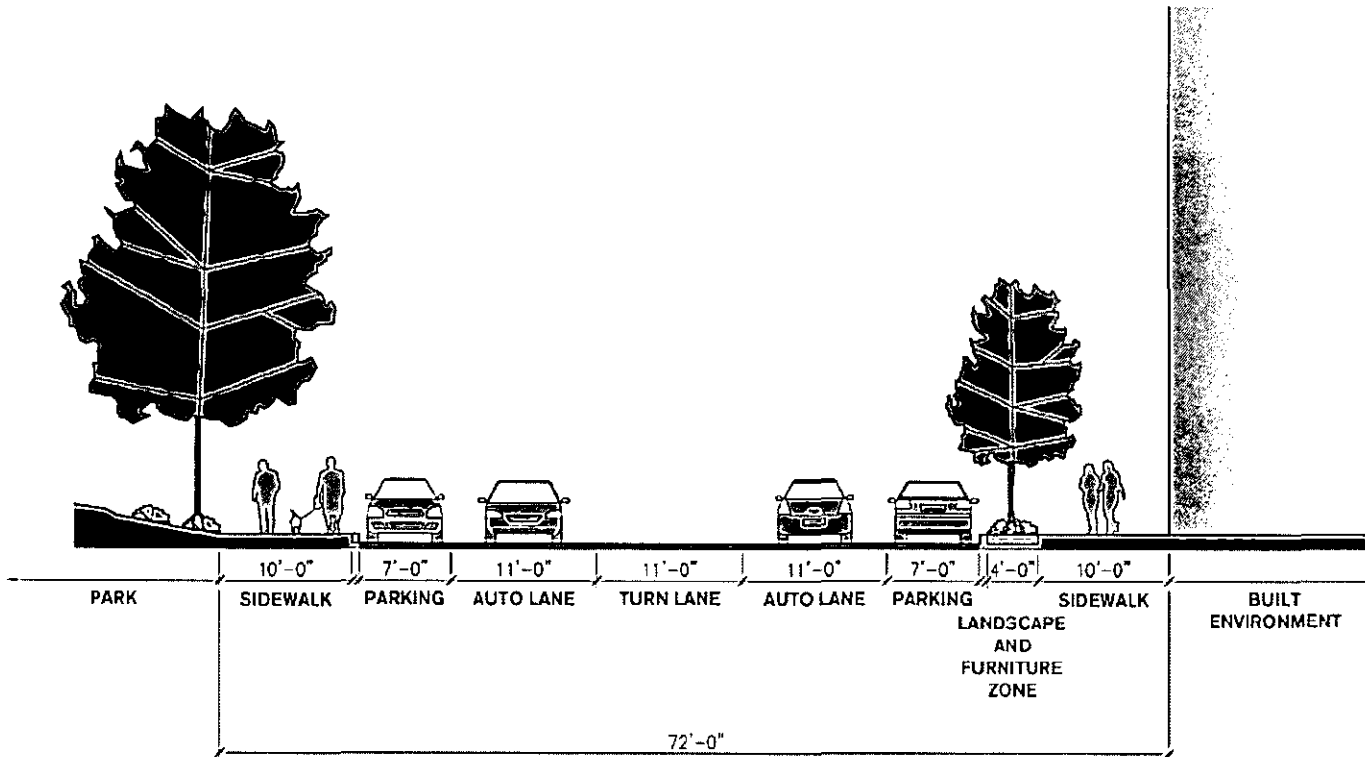 10'-0" 7'-0" 11'-0" 11'-0" 11'-0" 7'-0" 4'-0" 10'-0"
PARK SIDEWALK PARKING AUTO LANE TURN LANE AUTO LANE PARKING SIDEWALK BUILT
ENVIRONMENT
LANDSCAPE
AND
FURNITURE
ZONE
72'-0"